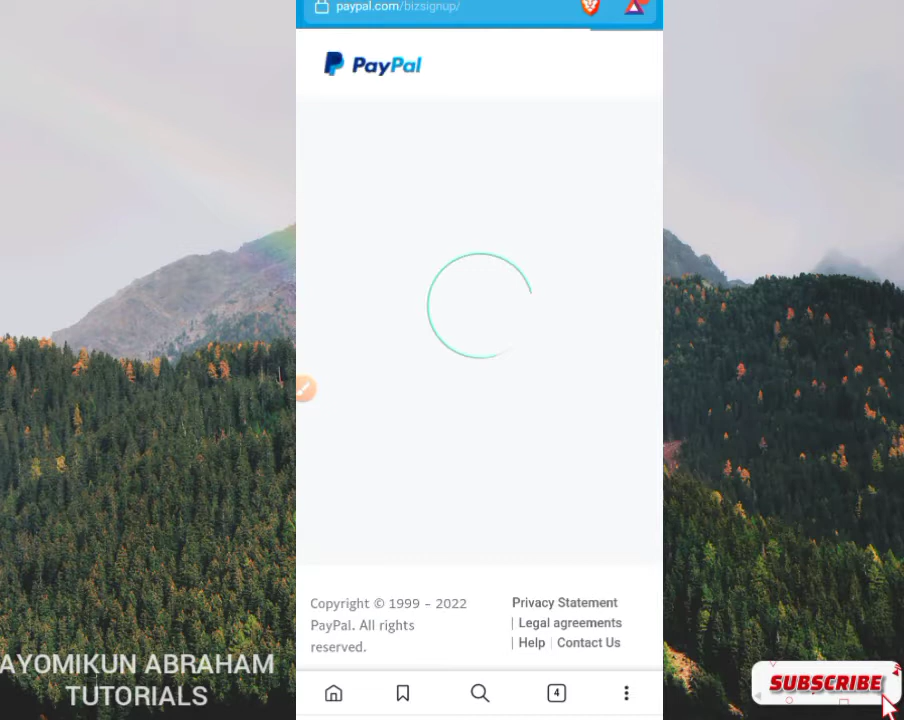 paypal.com/bizsignup/
PayPal
Copyright © 1999 - 2022
PayPal. All rights
reserved.
Privacy Statement
| Legal agreements
| Help | Contact Us
4
AYOMIKUN ABRAHAM
TUTORIALS
SUBSCRIBE